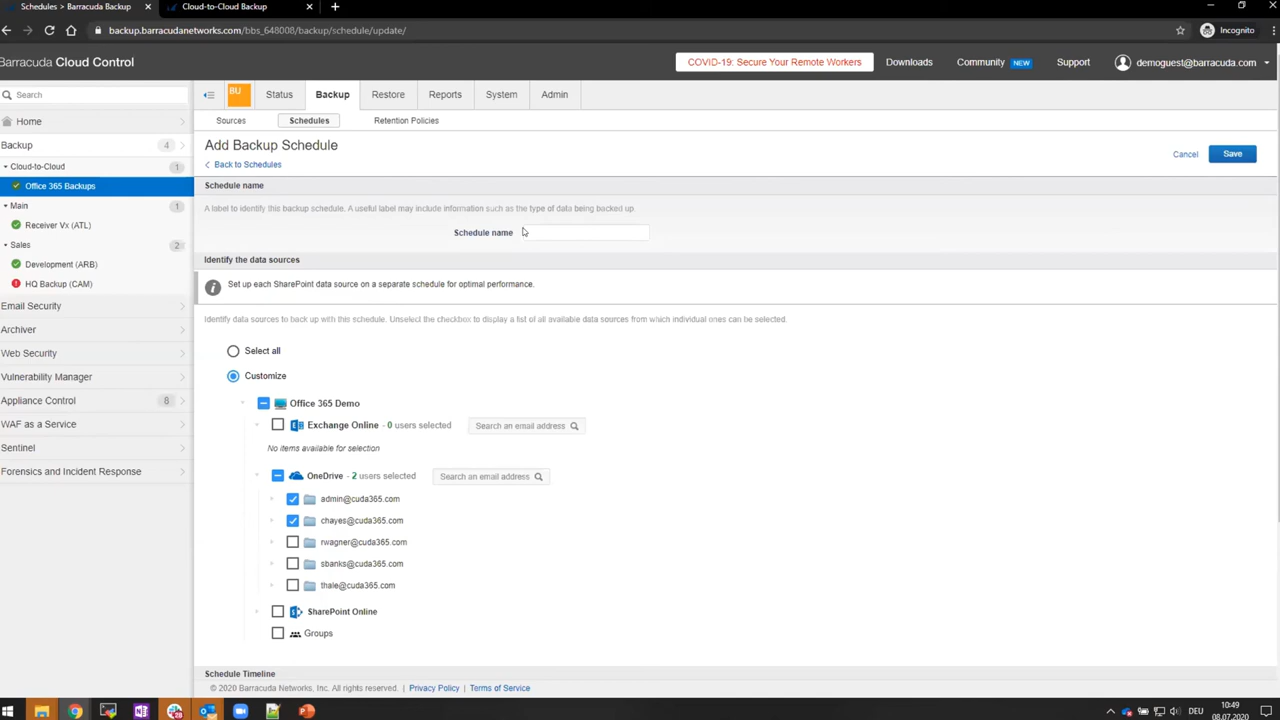 Schedules > Barracuda Backup
Cloud-to-Cloud Backup
backup.barracudanetworks.com/bbs_648008/backup/schedule/update/
Incognito
Barracuda Cloud Control
COVID-19: Secure Your Remote Workers
Downloads
Community NEW
Support
demoguest@barracuda.com
Search
BU
Status
Backup
Restore
Reports
System
Admin
Home
Sources
Schedules
Retention Policies
Backup 4
Cloud-to-Cloud 1
Office 365 Backups
Main 1
Receiver Vx (ATL)
Sales 2
Development (ARB)
HQ Backup (CAM)
Email Security
Archiver
Web Security
Vulnerability Manager
Appliance Control 8
WAF as a Service
Sentinel
Forensics and Incident Response
Add Backup Schedule
Back to Schedules
Cancel
Save
Schedule name
A label to identify this backup schedule. A useful label may include information such as the type of data being backed up.
Schedule name
Identify the data sources
Set up each SharePoint data source on a separate schedule for optimal performance.
Identify data sources to back up with this schedule. Unselect the checkbox to display a list of all available data sources from which individual ones can be selected.
Select all
Customize
Office 365 Demo
Exchange Online - 0 users selected
Search an email address
No items available for selection
OneDrive - 2 users selected
Search an email address
admin@cuda365.com
chayes@cuda365.com
rwagner@cuda365.com
sbanks@cuda365.com
thale@cuda365.com
SharePoint Online
Groups
Schedule Timeline
© 2020 Barracuda Networks, Inc. All rights reserved. | Privacy Policy | Terms of Service
28
DEU
10:49
08.07.2020